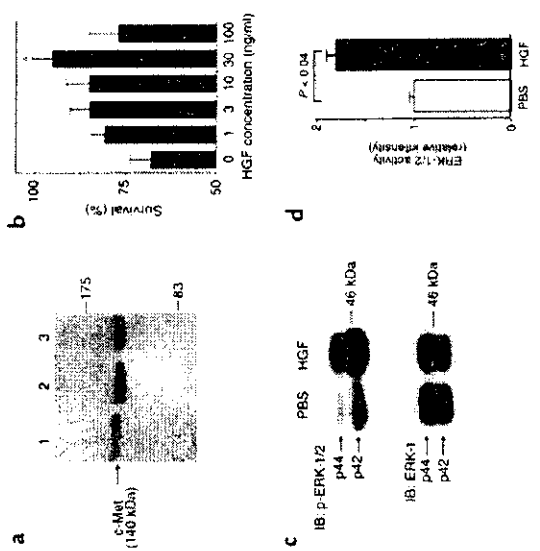 a
1 2 3
c-Met
(140 kDa)
175
83
b
Survival (%)
100
75
50
0 1 3 10 30 100
HGF concentration (ng/ml)
c
PBS HGF
IB: p-ERK-1/2
p44
p42
46 kDa
IB: ERK-1
p44
p42
46 kDa
d
ERK-1/2 activity
(relative intensity)
2
1
0
P < 0.04
PBS HGF